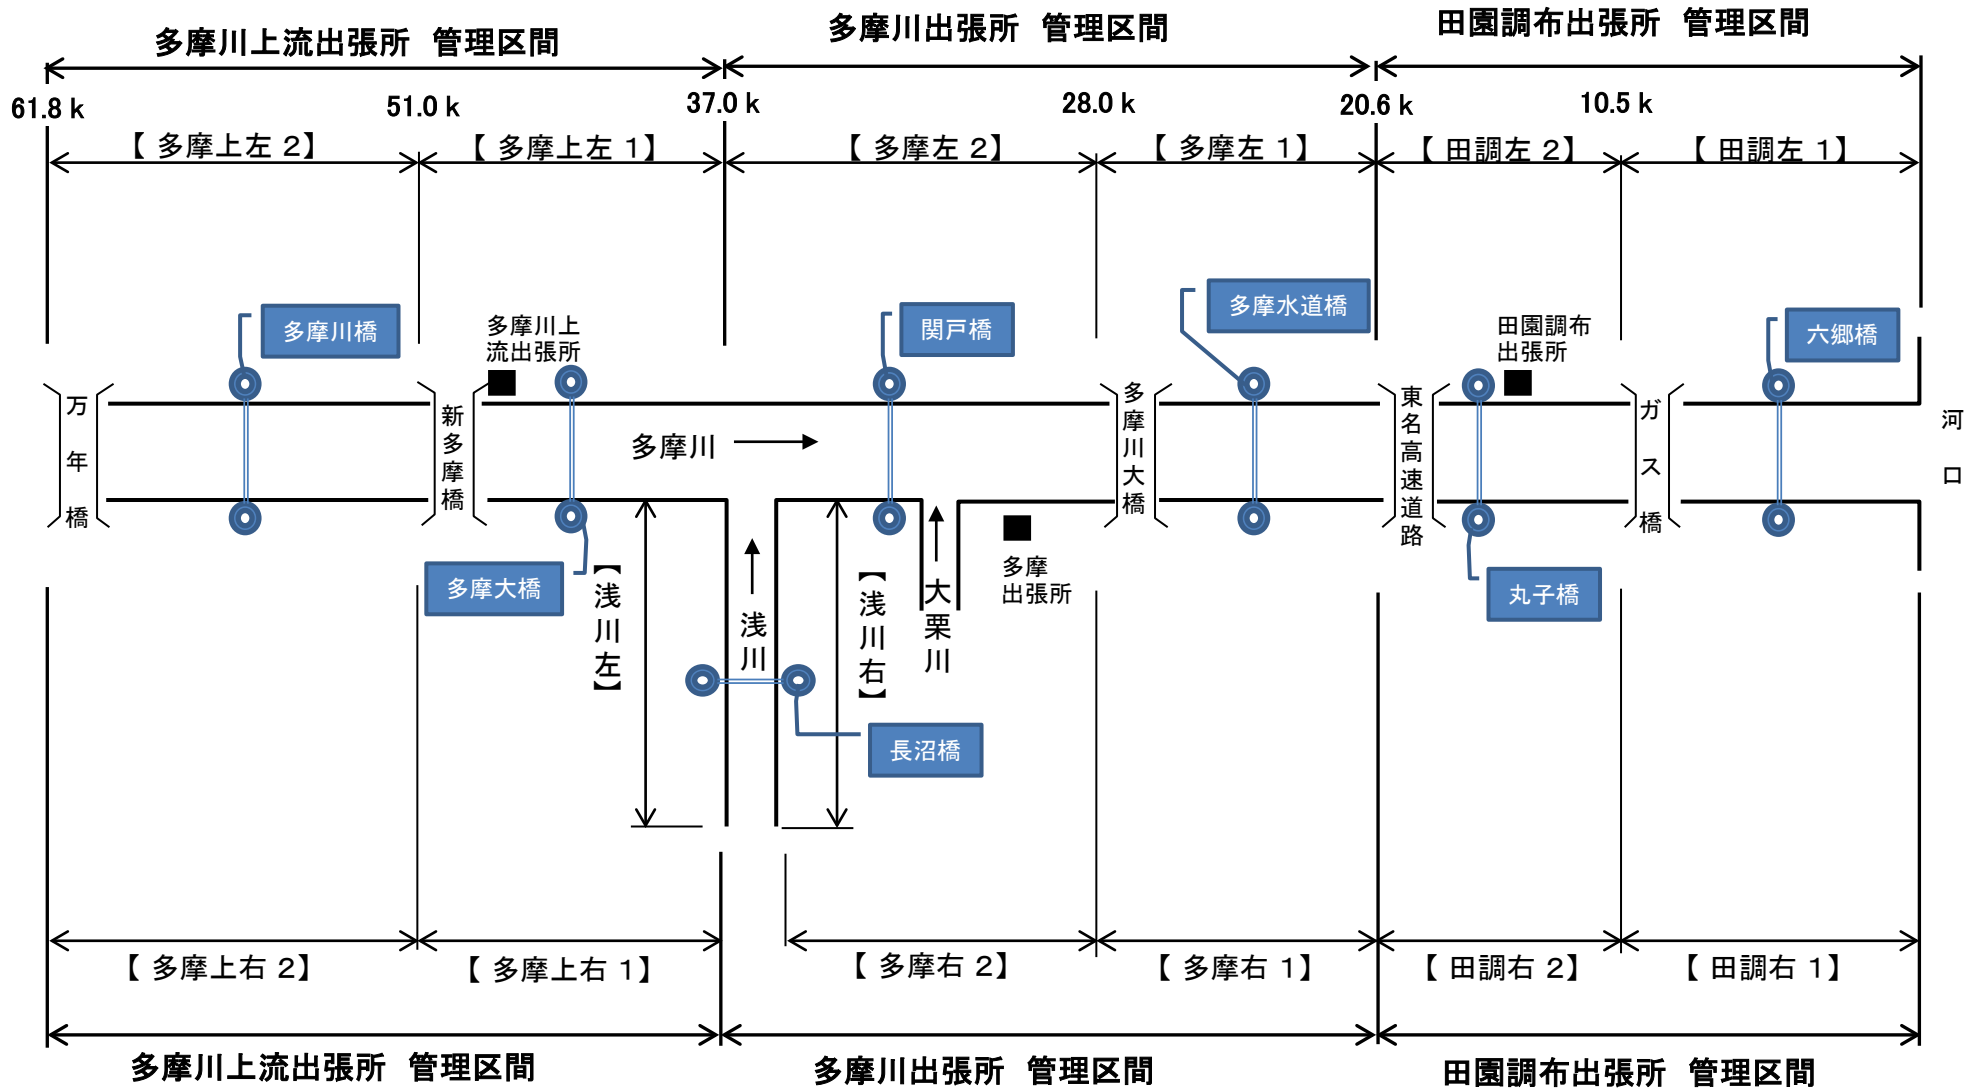 多摩川上流出張所 管理区間
多摩川出張所 管理区間
田園調布出張所 管理区間
61.8 k
51.0 k
37.0 k
28.0 k
20.6 k
10.5 k
【 多摩上左 2】
【 多摩上左 1】
【 多摩左 2】
【 多摩左 1】
【 田調左 2】
【 田調左 1】
多摩川橋
多摩川上
流出張所
関戸橋
多摩水道橋
田園調布
出張所
六郷橋
万年橋
新多摩橋
多摩川
多摩川大橋
東名高速道路
ガス橋
河口
多摩大橋
【浅川左】
浅川
【浅川右】
大栗川
多摩
出張所
丸子橋
長沼橋
【 多摩上右 2】
【 多摩上右 1】
【 多摩右 2】
【 多摩右 1】
【 田調右 2】
【 田調右 1】
多摩川上流出張所 管理区間
多摩川出張所 管理区間
田園調布出張所 管理区間